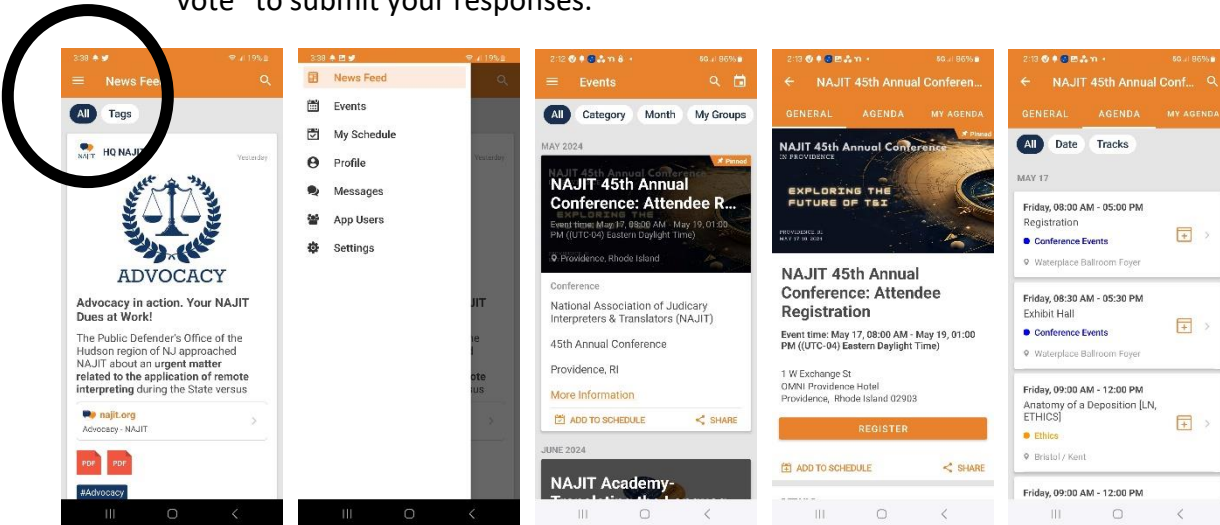 vote" to submit your responses.
3:38
19%
News Feed
All Tags
HQ NAJIT
Yesterday
NAJIT
ADVOCACY
Advocacy in action. Your NAJIT
Dues at Work!
The Public Defender's Office of the
Hudson region of NJ approached
NAJIT about an urgent matter
related to the application of remote
interpreting during the State versus
najit.org
Advocacy - NAJIT
PDF PDF
#Advocacy
3:38
19%
News Feed
Events
My Schedule
Profile
Messages
App Users
Settings
2:12
5G 86%
Events
All Category Month My Groups
MAY 2024
Pinned
NAJIT 45th Annual
Conference: Attendee R...
Event time: May 17, 08:00 AM - May 19, 01:00
PM ((UTC-04) Eastern Daylight Time)
Providence, Rhode Island
Conference
National Association of Judicary
Interpreters & Translators (NAJIT)
45th Annual Conference
Providence, RI
More Information
ADD TO SCHEDULE SHARE
JUNE 2024
NAJIT Academy-
2:13
5G 86%
NAJIT 45th Annual Conferen...
GENERAL AGENDA MY AGENDA
Pinned
NAJIT 45th Annual Conference
IN PROVIDENCE
EXPLORING THE
FUTURE OF T&I
PROVIDENCE, RI
NAJIT 45th Annual
Conference: Attendee
Registration
Event time: May 17, 08:00 AM - May 19, 01:00
PM ((UTC-04) Eastern Daylight Time)
1 W Exchange St
OMNI Providence Hotel
Providence, Rhode Island 02903
REGISTER
ADD TO SCHEDULE SHARE
2:13
5G 86%
NAJIT 45th Annual Conf...
GENERAL AGENDA MY AGENDA
All Date Tracks
MAY 17
Friday, 08:00 AM - 05:00 PM
Registration
Conference Events
Waterplace Ballroom Foyer
Friday, 08:30 AM - 05:30 PM
Exhibit Hall
Conference Events
Waterplace Ballroom Foyer
Friday, 09:00 AM - 12:00 PM
Anatomy of a Deposition [LN,
ETHICS]
Ethics
Bristol / Kent
Friday, 09:00 AM - 12:00 PM